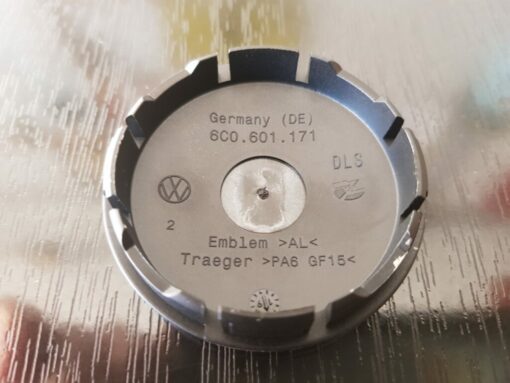 Germany (DE)
6C0.601.171
DLS
2
Emblem >AL<
Traeger >PA6 GF15<